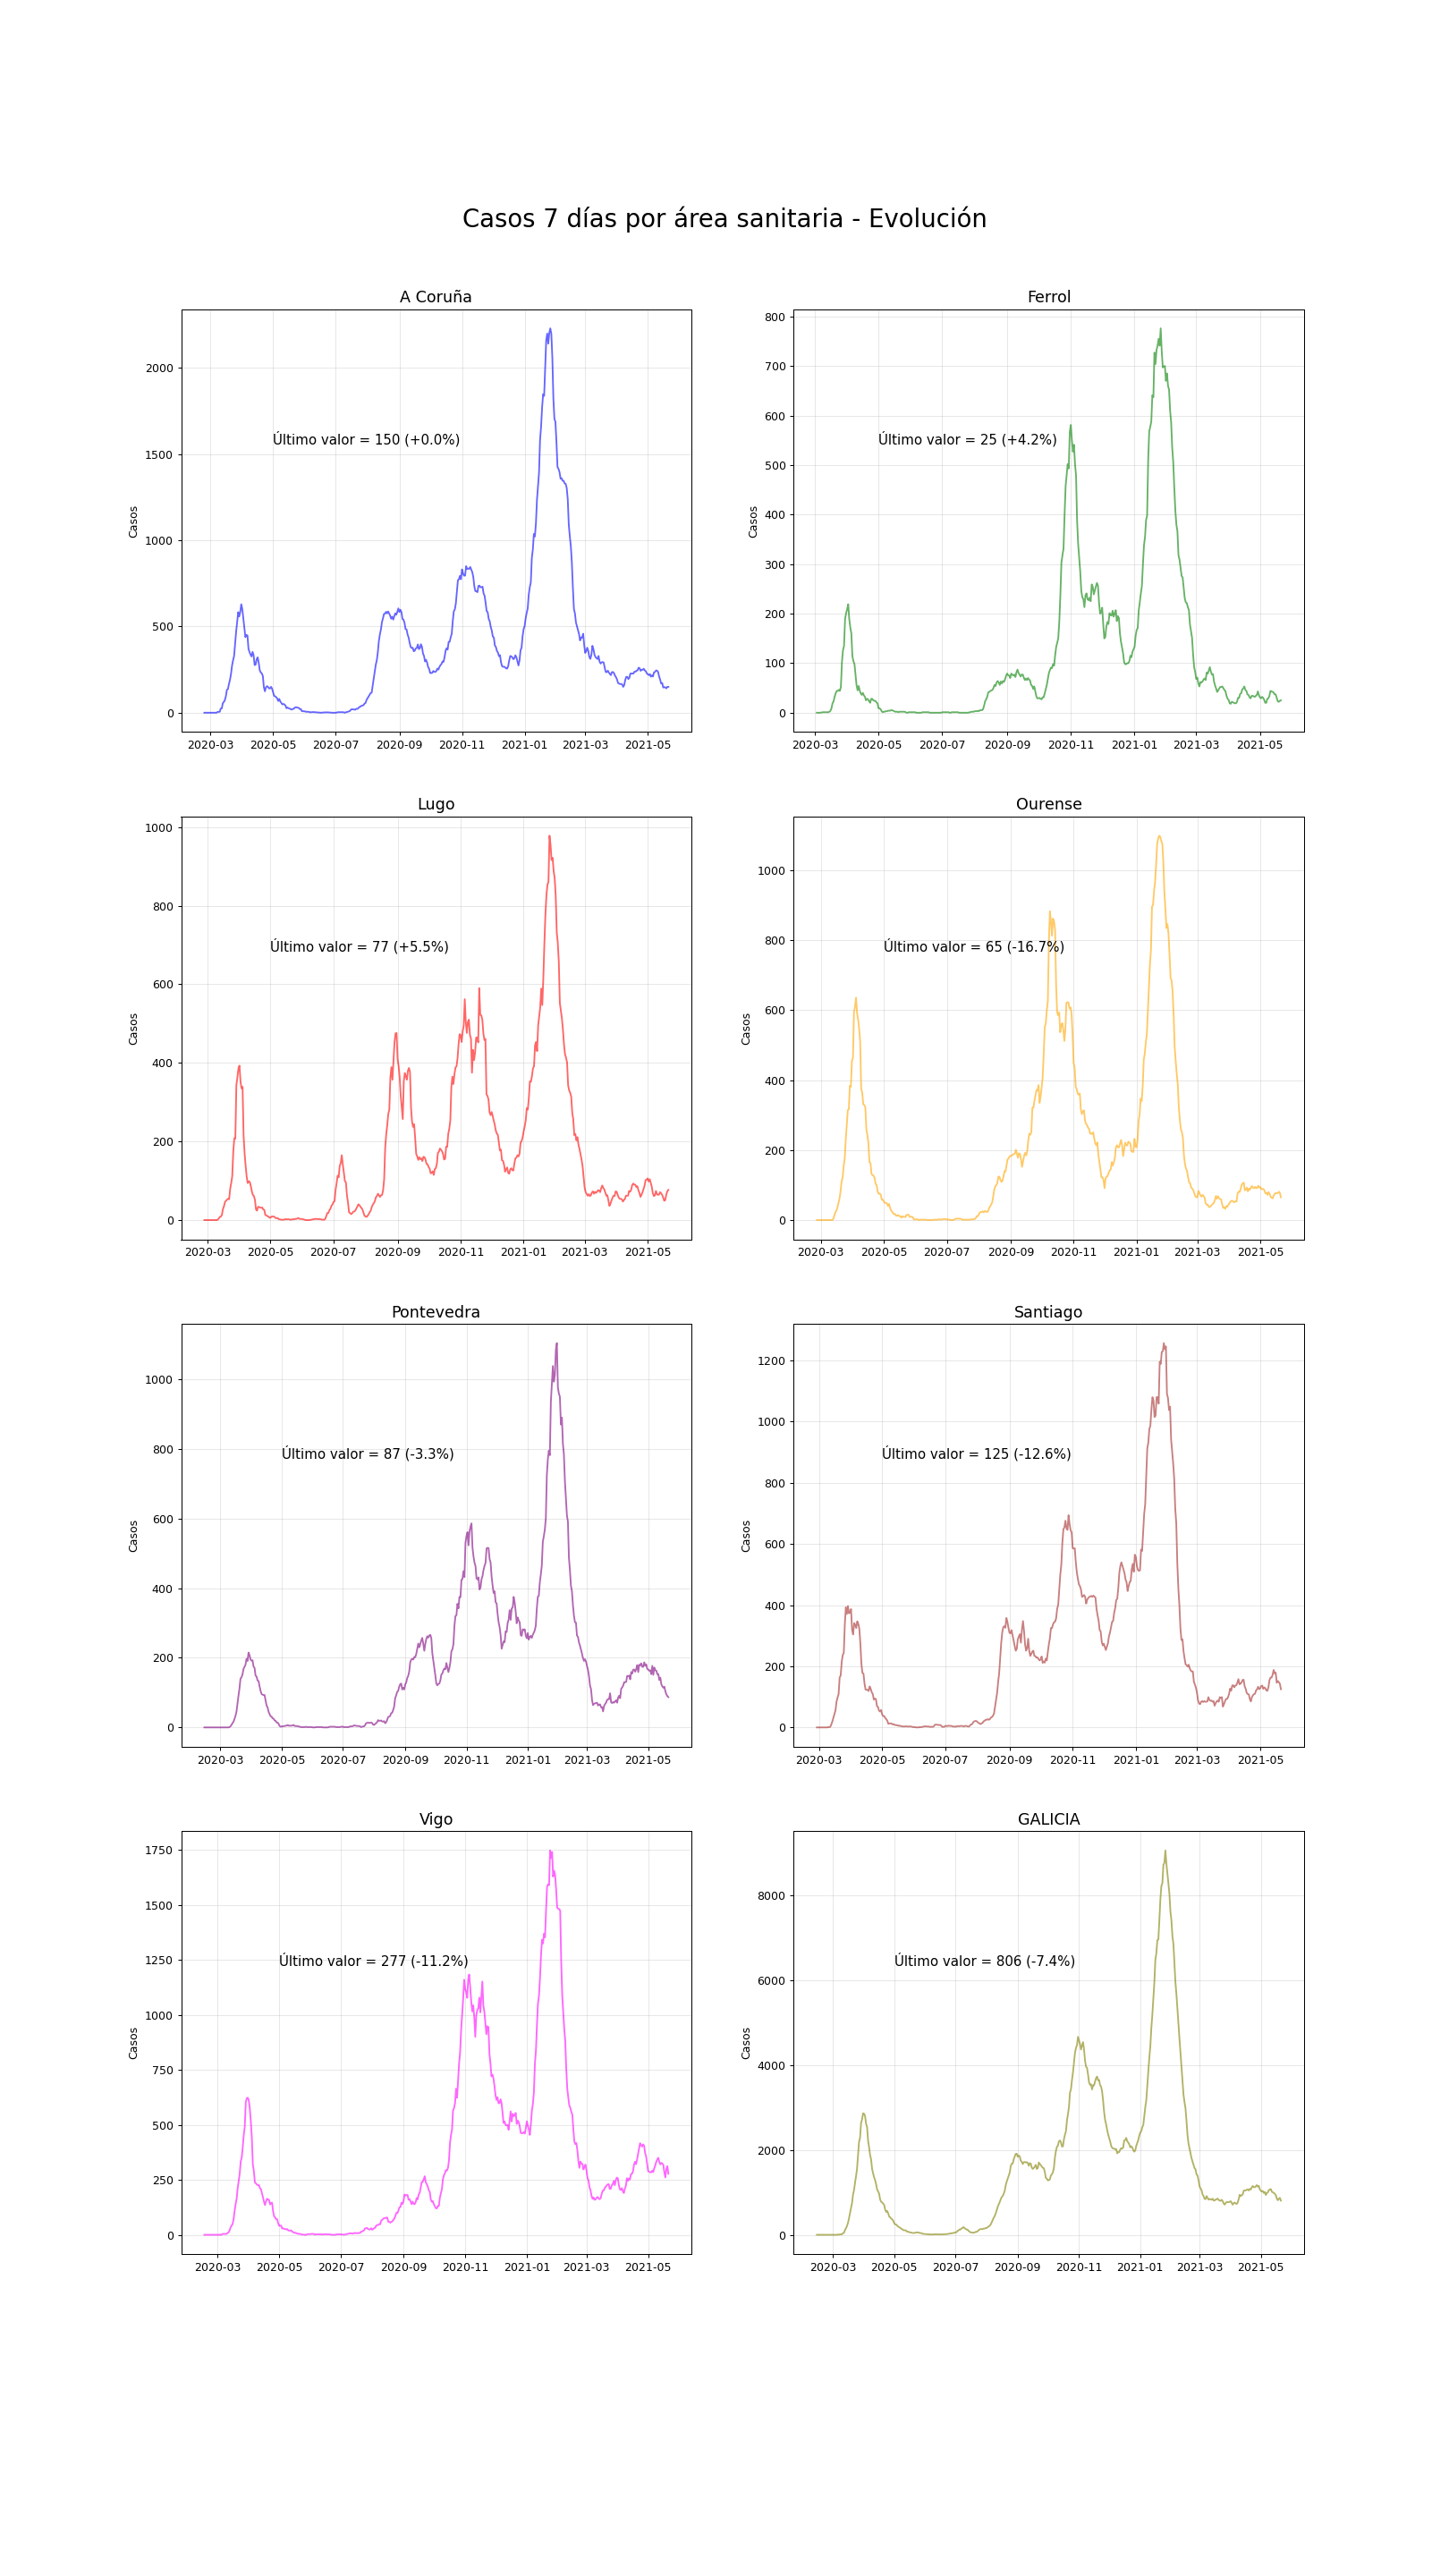 Casos 7 días por área sanitaria - Evolución
A Coruña
Casos
2000
1500
1000
500
0
Último valor = 150 (+0.0%)
2020-03 2020-05 2020-07 2020-09 2020-11 2021-01 2021-03 2021-05
Ferrol
Casos
800
700
600
500
400
300
200
100
0
Último valor = 25 (+4.2%)
2020-03 2020-05 2020-07 2020-09 2020-11 2021-01 2021-03 2021-05
Lugo
Casos
1000
800
600
400
200
0
Último valor = 77 (+5.5%)
2020-03 2020-05 2020-07 2020-09 2020-11 2021-01 2021-03 2021-05
Ourense
Casos
1000
800
600
400
200
0
Último valor = 65 (-16.7%)
2020-03 2020-05 2020-07 2020-09 2020-11 2021-01 2021-03 2021-05
Pontevedra
Casos
1000
800
600
400
200
0
Último valor = 87 (-3.3%)
2020-03 2020-05 2020-07 2020-09 2020-11 2021-01 2021-03 2021-05
Santiago
Casos
1200
1000
800
600
400
200
0
Último valor = 125 (-12.6%)
2020-03 2020-05 2020-07 2020-09 2020-11 2021-01 2021-03 2021-05
Vigo
Casos
1750
1500
1250
1000
750
500
250
0
Último valor = 277 (-11.2%)
2020-03 2020-05 2020-07 2020-09 2020-11 2021-01 2021-03 2021-05
GALICIA
Casos
8000
6000
4000
2000
0
Último valor = 806 (-7.4%)
2020-03 2020-05 2020-07 2020-09 2020-11 2021-01 2021-03 2021-05